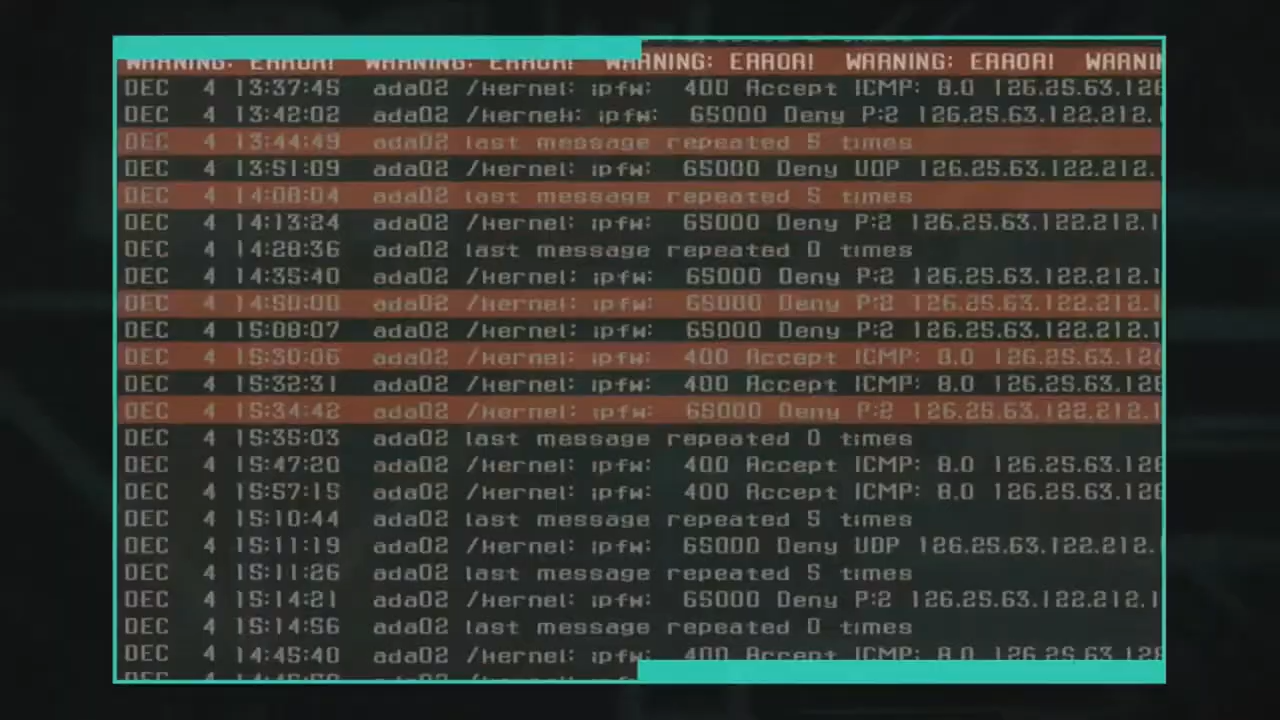 WARNING: ERROR! WARNING: ERROR! WARNING: ERROR! WARNING: ERROR!
DEC 4 13:37:45 ada02 /kernel: ipfw: 400 Accept ICMP: 8.0 126.25.63.126
DEC 4 13:42:02 ada02 /kernek: ipfw: 65000 Deny P:2 126.25.63.122.212.
DEC 4 13:44:49 ada02 last message repeated 5 times
DEC 4 13:51:09 ada02 /kernel: ipfw: 65000 Deny UDP 126.25.63.122.212.
DEC 4 14:08:04 ada02 last message repeated 5 times
DEC 4 14:13:24 ada02 /kernel: ipfw: 65000 Deny P:2 126.25.63.122.212.1
DEC 4 14:28:36 ada02 last message repeated 0 times
DEC 4 14:35:40 ada02 /kernel: ipfw: 65000 Deny P:2 126.25.63.122.212.1
DEC 4 14:50:00 ada02 /kernel: ipfw: 65000 Deny P:2 126.25.63.122.212.1
DEC 4 15:08:07 ada02 /kernel: ipfw: 65000 Deny P:2 126.25.63.122.212.1
DEC 4 15:30:06 ada02 /kernel: ipfw: 400 Accept ICMP: 8.0 126.25.63.12
DEC 4 15:32:31 ada02 /kernel: ipfw: 400 Accept ICMP: 8.0 126.25.63.128
DEC 4 15:34:42 ada02 /kernel: ipfw: 65000 Deny P:2 126.25.63.122.212.1
DEC 4 15:35:03 ada02 last message repeated 0 times
DEC 4 15:47:20 ada02 /kernel: ipfw: 400 Accept ICMP: 8.0 126.25.63.128
DEC 4 15:57:15 ada02 /kernel: ipfw: 400 Accept ICMP: 8.0 126.25.63.128
DEC 4 15:10:44 ada02 last message repeated 5 times
DEC 4 15:11:19 ada02 /kernel: ipfw: 65000 Deny UDP 126.25.63.122.212.
DEC 4 15:11:26 ada02 last message repeated 5 times
DEC 4 15:14:21 ada02 /kernel: ipfw: 65000 Deny P:2 126.25.63.122.212.1
DEC 4 15:14:56 ada02 last message repeated 0 times
DEC 4 14:45:40 ada02 /kernel: ipfw: 400 Accept ICMP: 8.0 126.25.63.128